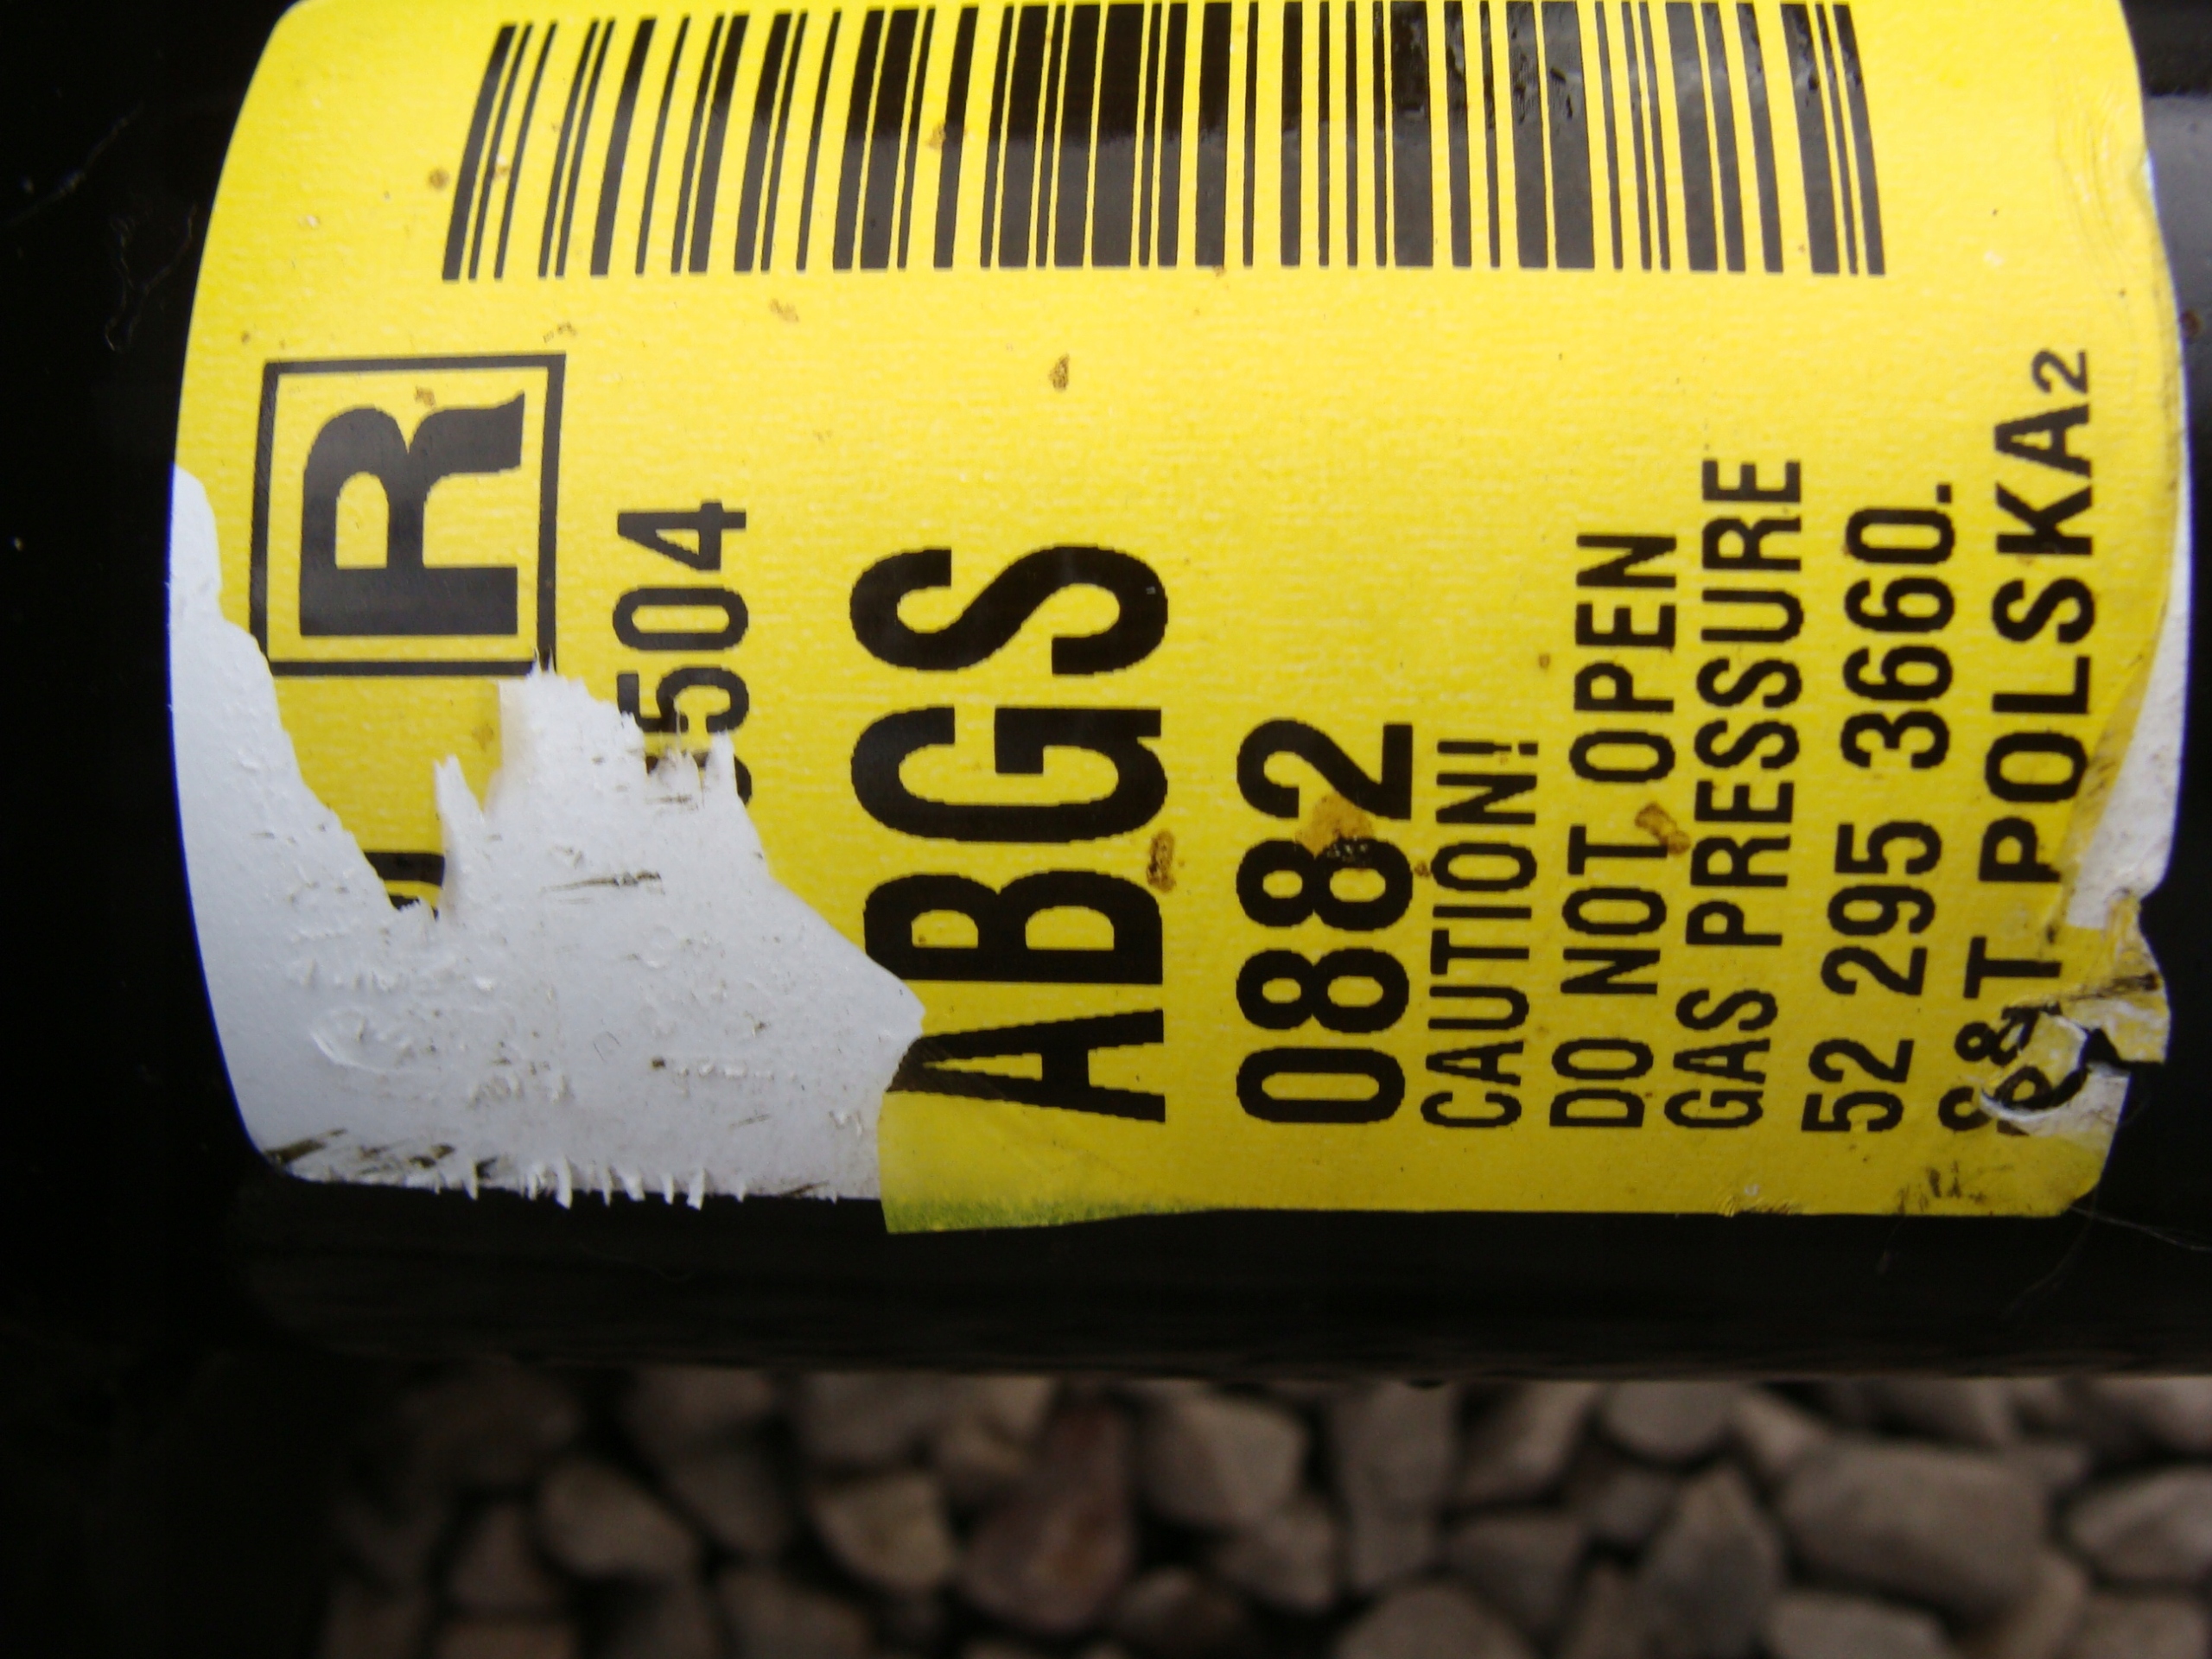 R
504
ABGS
0882
CAUTION!
DO NOT OPEN
GAS PRESSURE
52 295 3660.
S&T POLSKA2